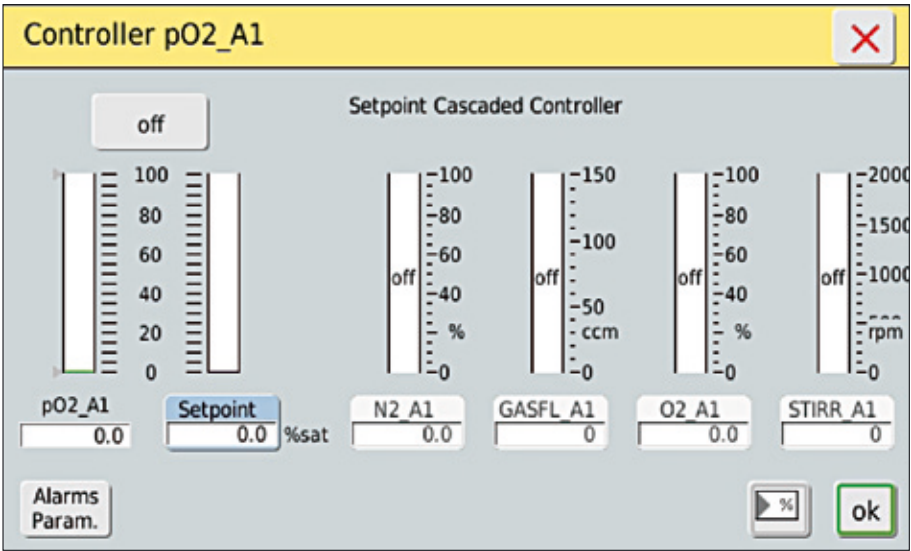 Controller pO2_A1
off
Setpoint Cascaded Controller
100 100 150 100 2000
80 80 80 1500
60 60 100 60
off off off off 1000
40 40 50 40
20 % ccm % 500 rpm
0 0 0 0 0
pO2_A1 Setpoint N2_A1 GASFL_A1 O2_A1 STIRR_A1
0.0 0.0 %sat 0.0 0 0.0 0
Alarms
Param.
% ok